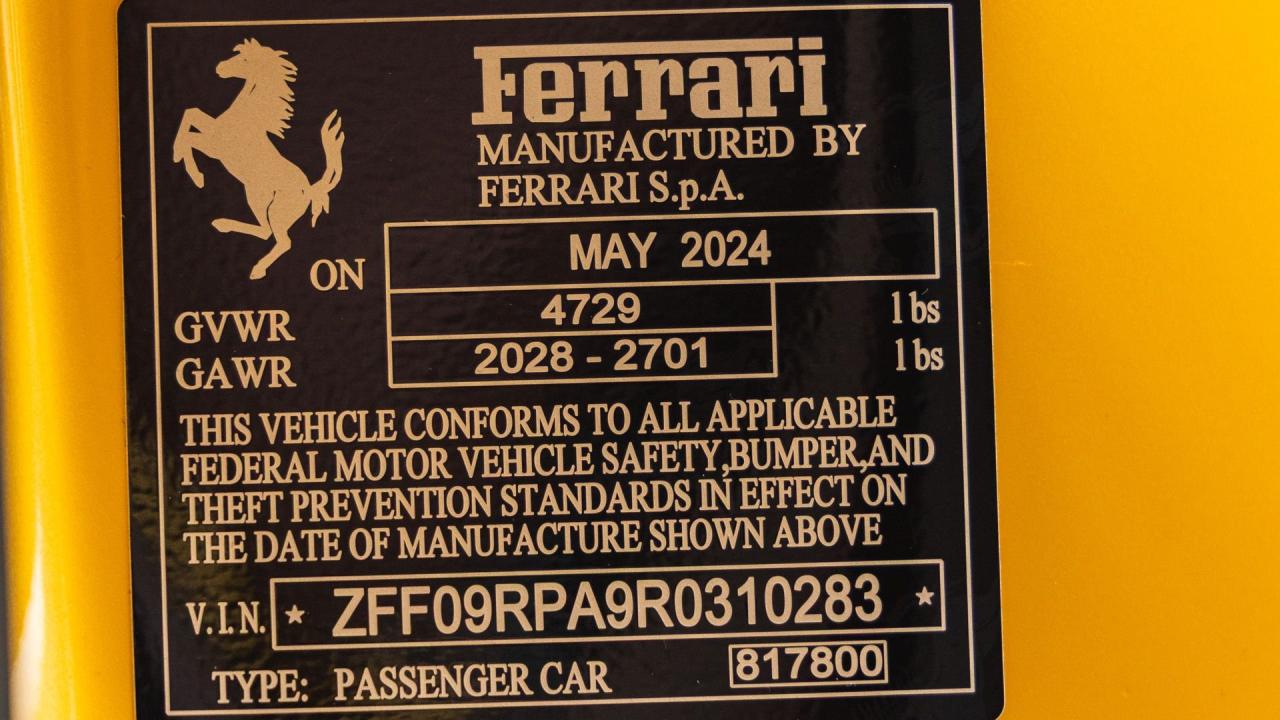 Ferrari
MANUFACTURED BY
FERRARI S.p.A.
ON MAY 2024
GVWR 4729 lbs
GAWR 2028 - 2701 lbs
THIS VEHICLE CONFORMS TO ALL APPLICABLE
FEDERAL MOTOR VEHICLE SAFETY,BUMPER,AND
THEFT PREVENTION STANDARDS IN EFFECT ON
THE DATE OF MANUFACTURE SHOWN ABOVE
V.I.N. * ZFF09RPA9R0310283 *
TYPE: PASSENGER CAR 817800